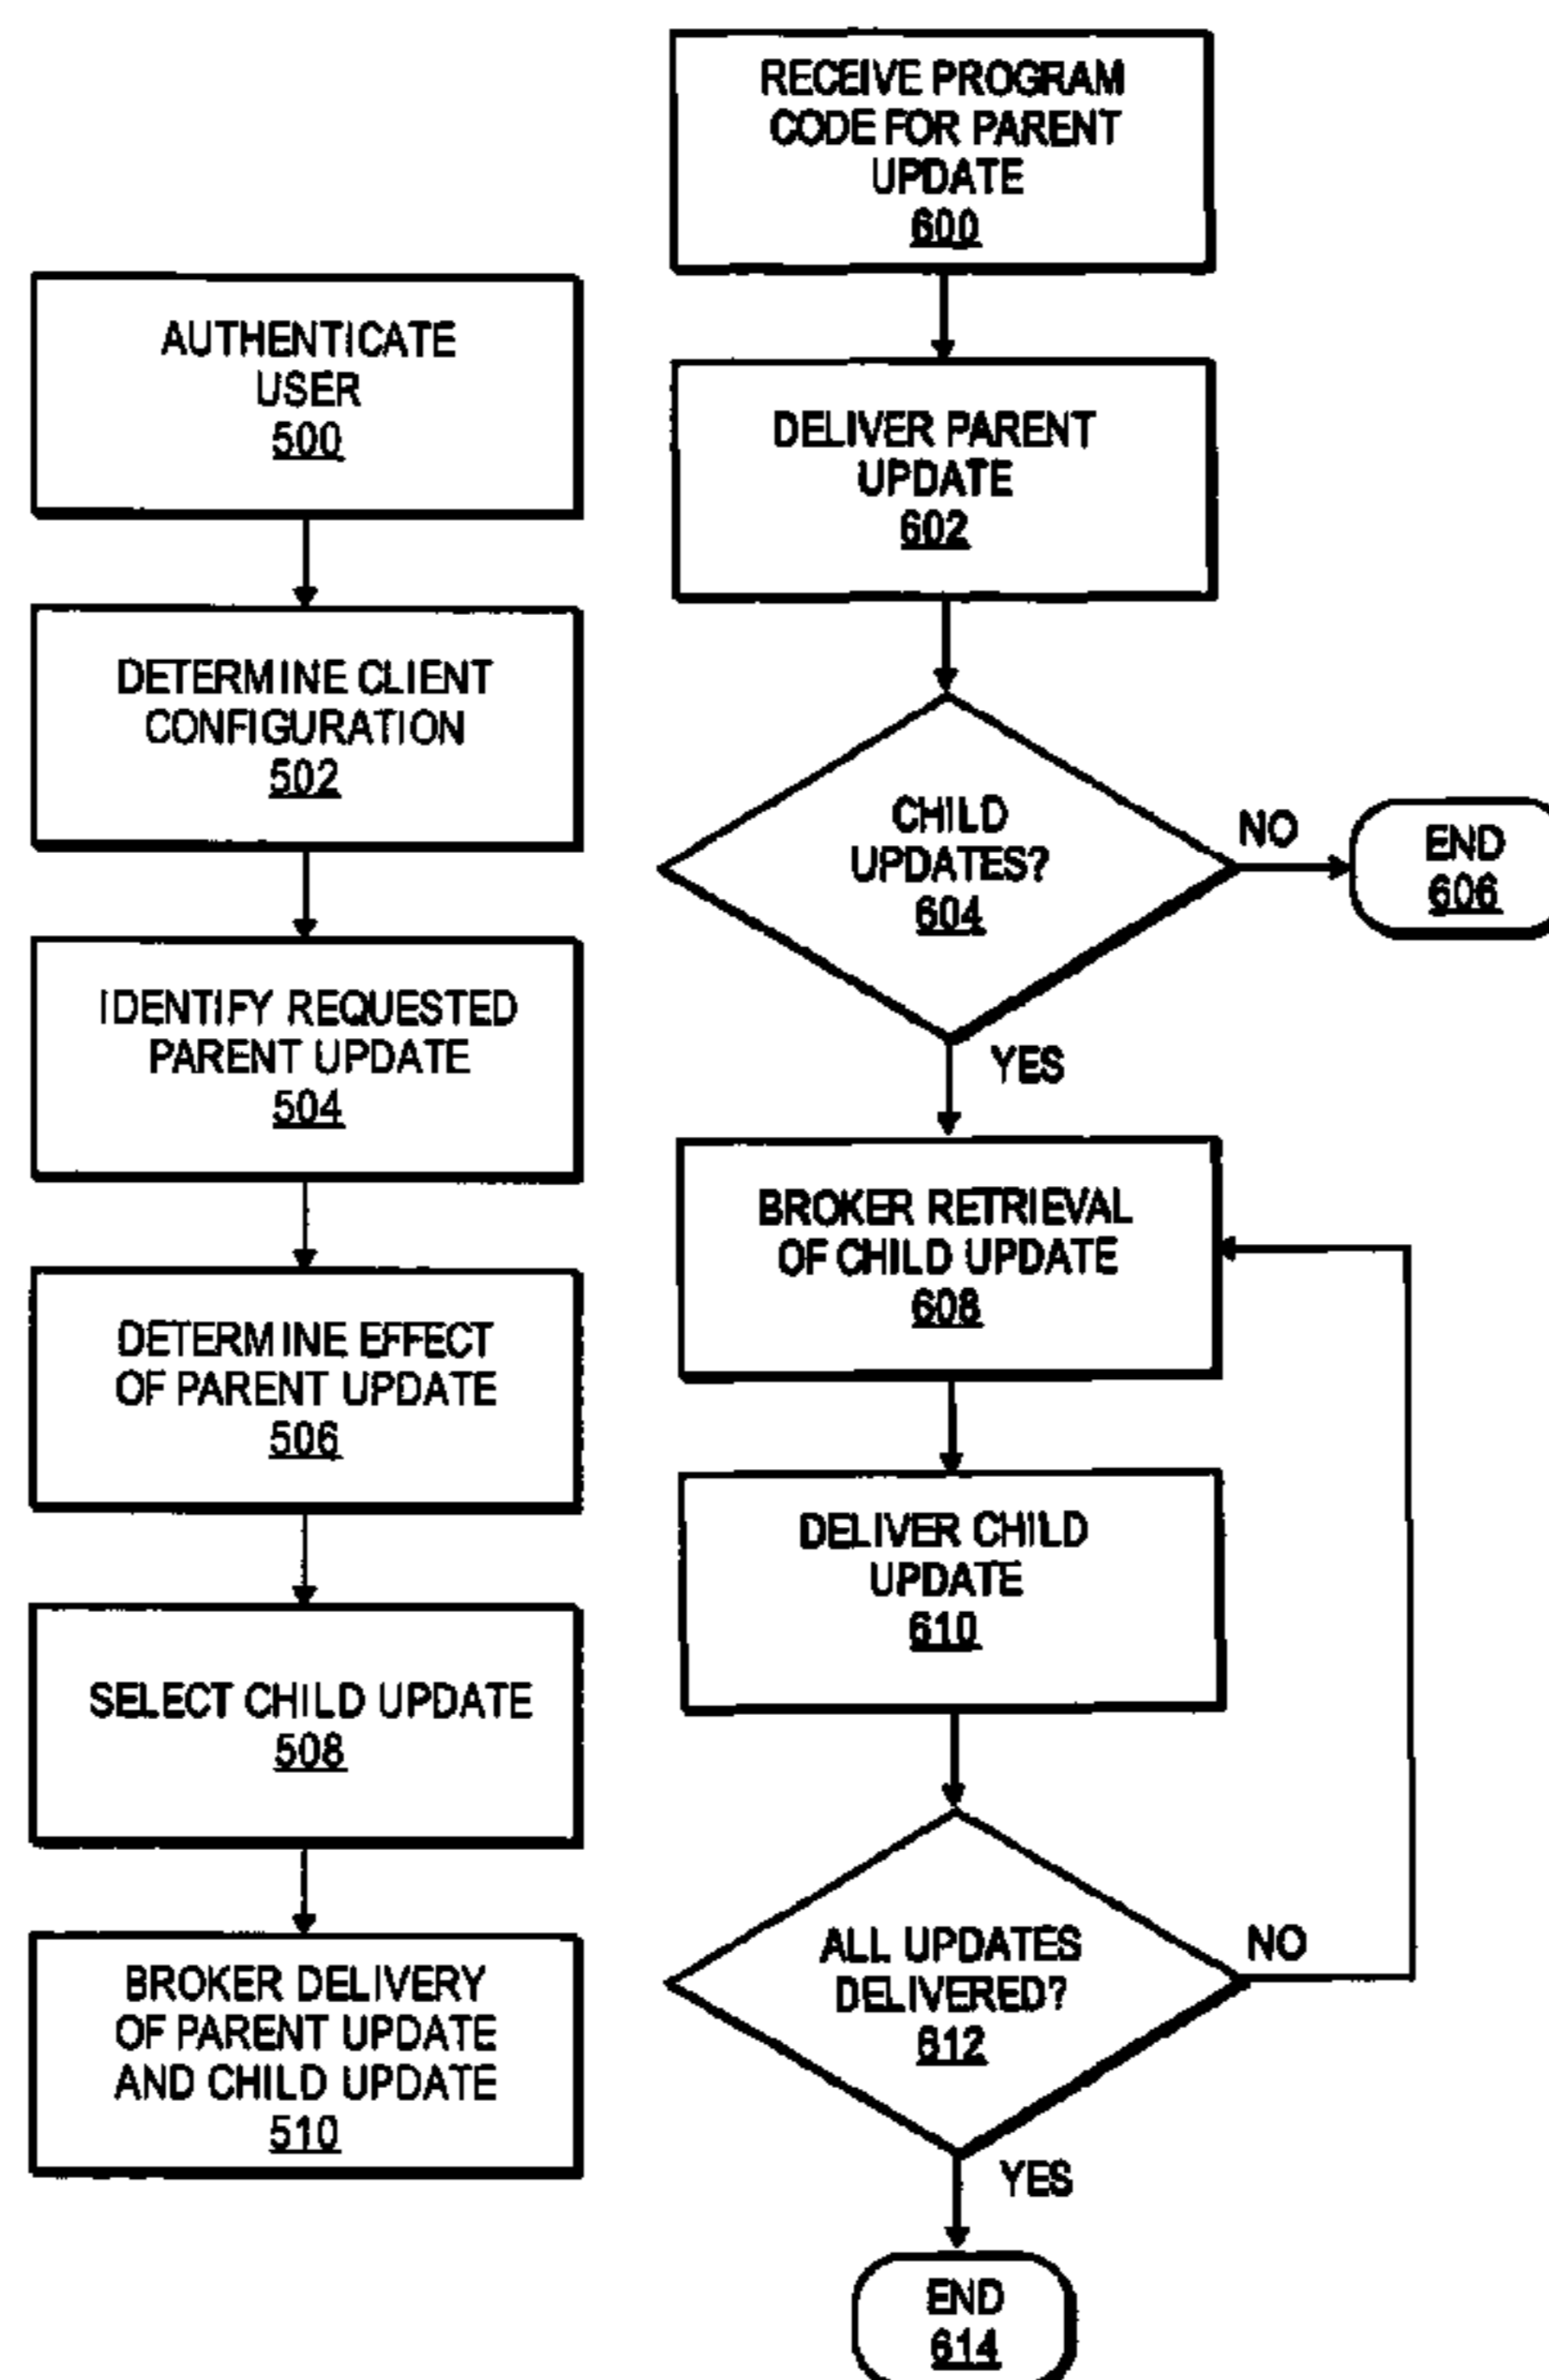 AUTHENTICATE
USER
500
DETERMINE CLIENT
CONFIGURATION
502
IDENTIFY REQUESTED
PARENT UPDATE
504
DETERMINE EFFECT
OF PARENT UPDATE
506
SELECT CHILD UPDATE
508
BROKER DELIVERY
OF PARENT UPDATE
AND CHILD UPDATE
510
RECEIVE PROGRAM
CODE FOR PARENT
UPDATE
600
DELIVER PARENT
UPDATE
602
CHILD
UPDATES?
604
NO
END
606
YES
BROKER RETRIEVAL
OF CHILD UPDATE
608
DELIVER CHILD
UPDATE
610
ALL UPDATES
DELIVERED?
612
NO
YES
END
614